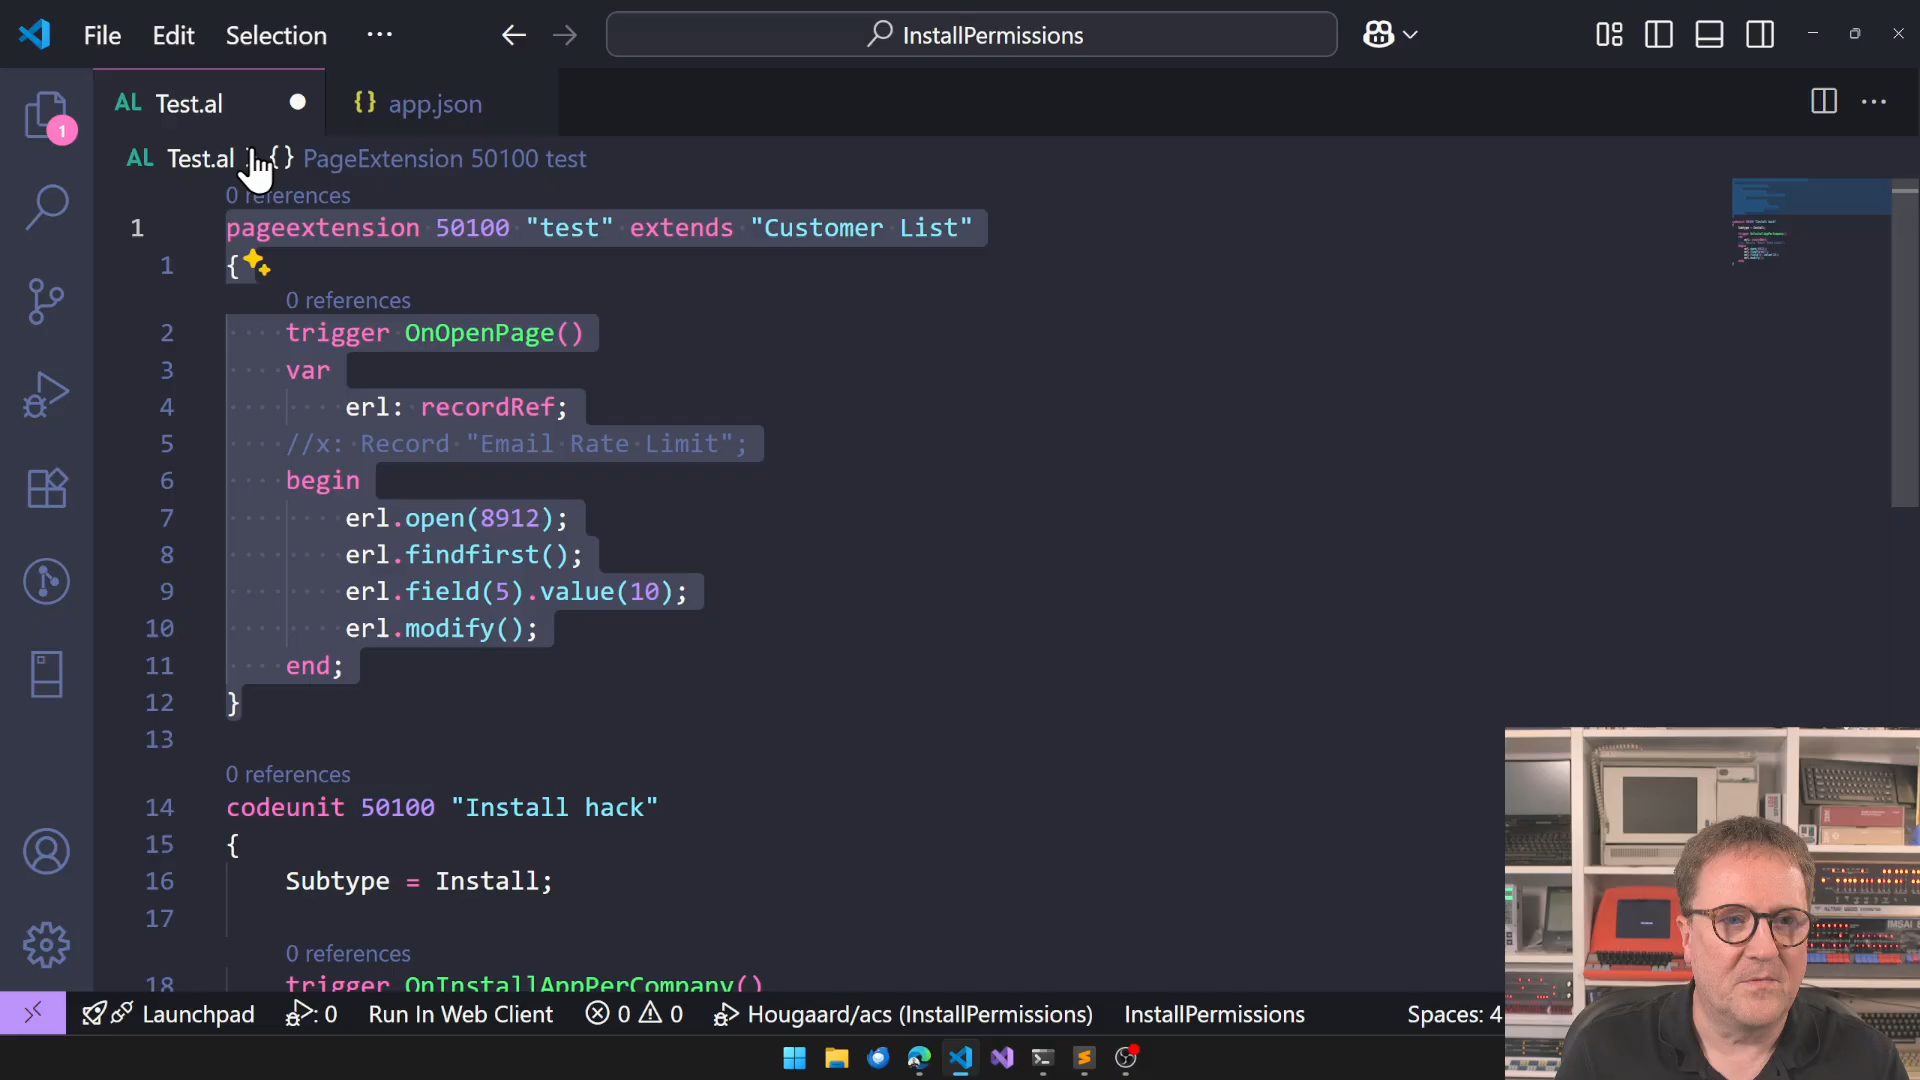 File Edit Selection ··· InstallPermissions
AL Test.al {} app.json
1
AL Test.al {} PageExtension 50100 test
0 references
1 pageextension 50100 "test" extends "Customer List"
1 {
0 references
2 trigger OnOpenPage()
3 var
4 erl: recordRef;
5 //x: Record "Email Rate Limit";
6 begin
7 erl.open(8912);
8 erl.findfirst();
9 erl.field(5).value(10);
10 erl.modify();
11 end;
12 }
13
0 references
14 codeunit 50100 "Install hack"
15 {
16 Subtype = Install;
17
0 references
18 trigger OnInstallAppPerCompany()
Launchpad : 0 Run In Web Client 0 0 Hougaard/acs (InstallPermissions) InstallPermissions Spaces: 4